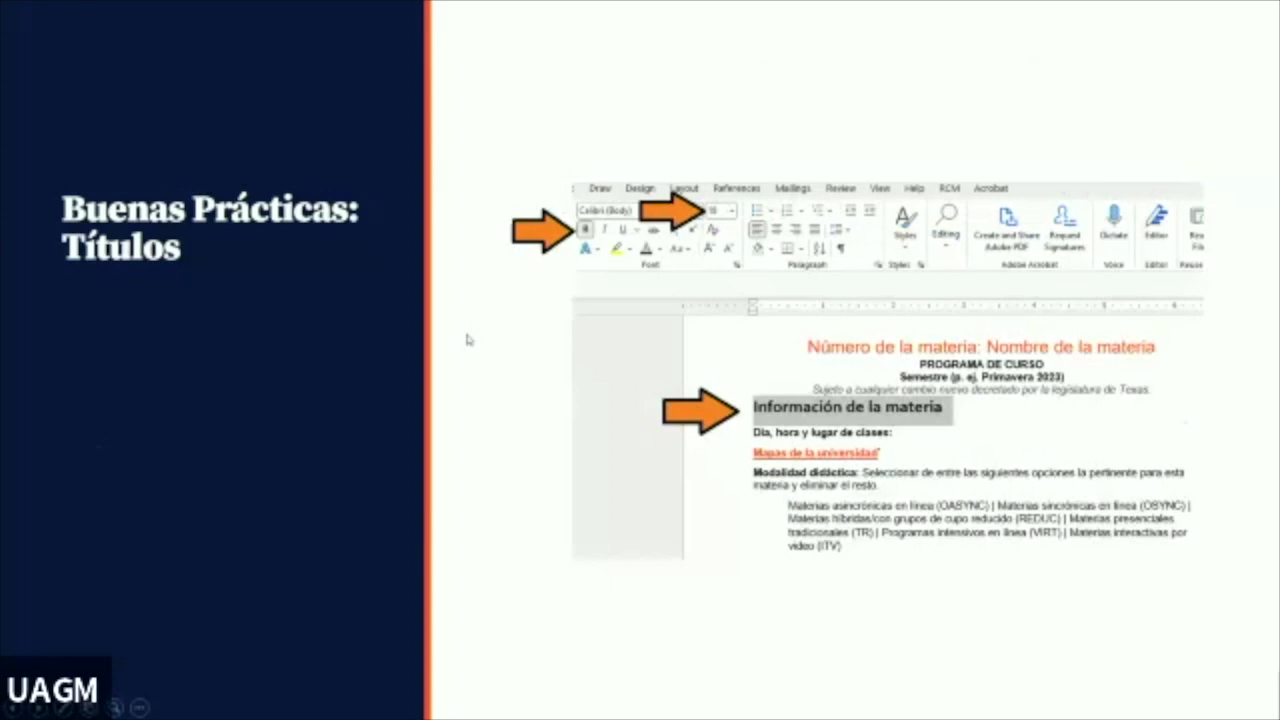 Buenas Prácticas:
Títulos
Draw Design Layout References Mailings Review View Help RCM Acrobat
Calibri (Body)
Styles
Editing
Create and Share
Adobe PDF
Request
Signatures
Dictate
Editor
Font
Paragraph
Styles
Adobe Acrobat
Voice
Editor
Número de la materia: Nombre de la materia
PROGRAMA DE CURSO
Semestre (p. ej. Primavera 2023)
Sujeto a cualquier cambio nuevo decretado por la legislatura de Texas.
Información de la materia
Día, hora y lugar de clases:
Mapas de la universidad
Modalidad didáctica: Seleccionar de entre las siguientes opciones la pertinente para esta
materia y eliminar el resto.
Materias asincrónicas en línea (OASYNC) | Materias sincrónicas en línea (OSYNC) |
Materias híbridas/con grupos de cupo reducido (REDUC) | Materias presenciales
tradicionales (TR) | Programas intensivos en línea (VIRT) | Materias interactivas por
video (ITV)
UAGM